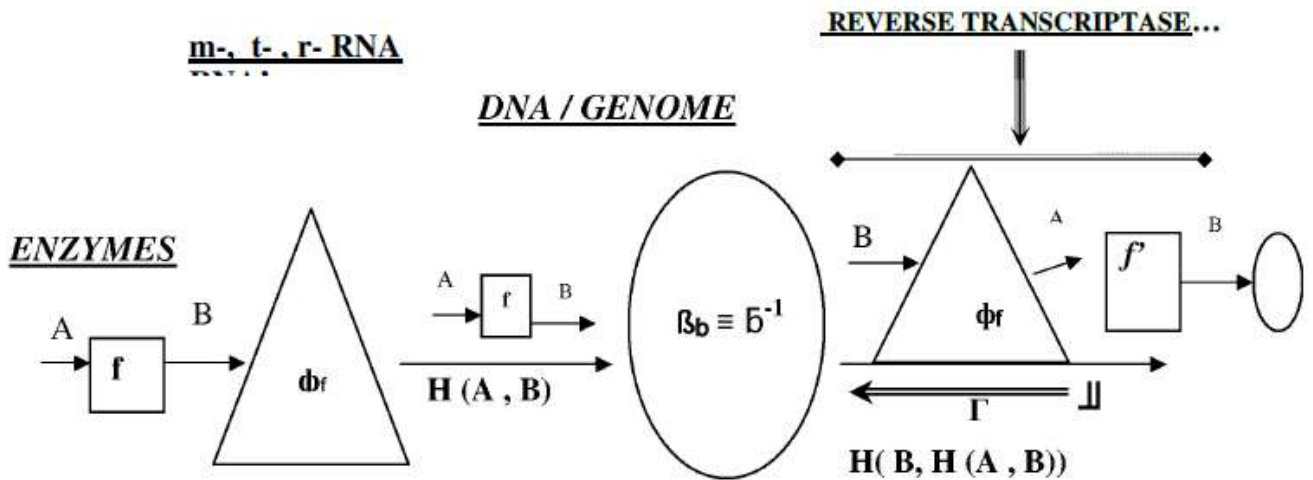 REVERSE TRANSCRIPTASE...
m-, t- , r- RNA
DNA / GENOME
ENZYMES
A
f
B
ɸf
A
f
B
H (A , B)
ßb ≡ Б⁻¹
B
ɸf
A
f’
B
Γ
H( B, H (A , B))